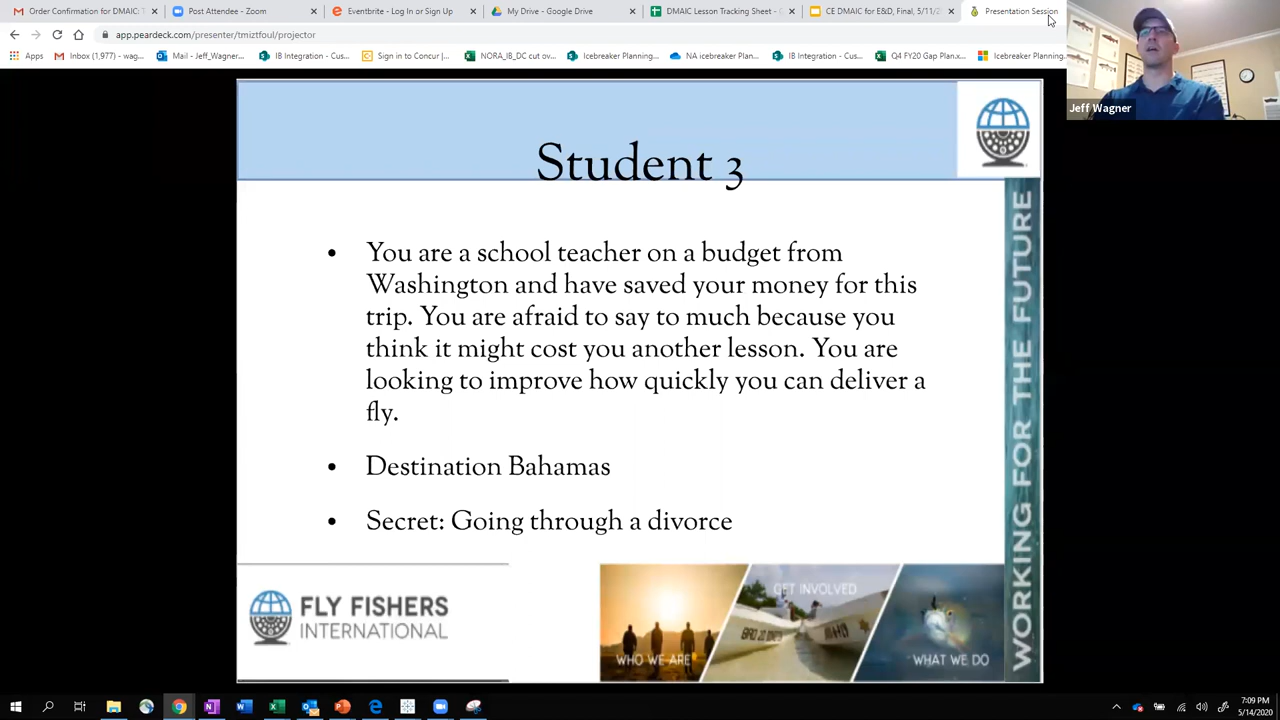 Order Confirmation for DMAIC: T
Post Attendee - Zoom
Eventbrite - Log In or Sign Up
My Drive - Google Drive
DMAIC Lesson Tracking Sheet - G
CE DMAIC for E&D, Final, 5/11/2
Presentation Session
app.peardeck.com/presenter/tmiztfoul/projector
Apps
Inbox (1,977) - wag...
Mail - Jeff_Wagner...
IB Integration - Cus...
Sign in to Concur |...
NORA_IB_DC cut ov...
Icebreaker Planning...
NA icebreaker Plan...
IB Integration - Cus...
Q4 FY20 Gap Plan.x...
Icebreaker Planning
Jeff Wagner
Student 3
• You are a school teacher on a budget from
Washington and have saved your money for this
trip. You are afraid to say to much because you
think it might cost you another lesson. You are
looking to improve how quickly you can deliver a
fly.
• Destination Bahamas
• Secret: Going through a divorce
WORKING FOR THE FUTURE
FLY FISHERS
INTERNATIONAL
WHO WE ARE
GET INVOLVED
WHAT WE DO
7:09 PM
5/14/2020